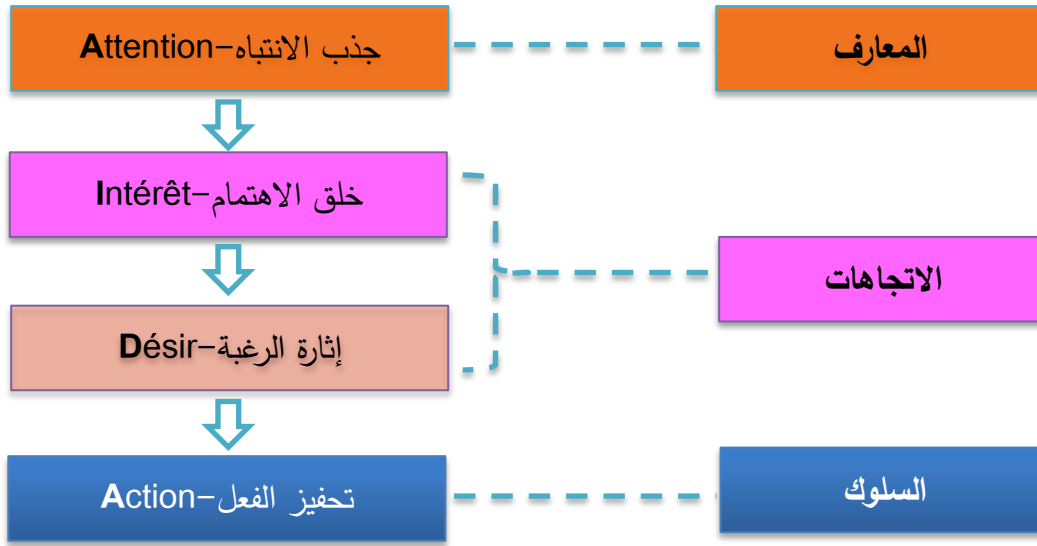 جذب الانتباه–Attention
المعارف
خلق الاهتمام–Intérêt
الاتجاهات
إثارة الرغبة–Désir
تحفيز الفعل–Action
السلوك